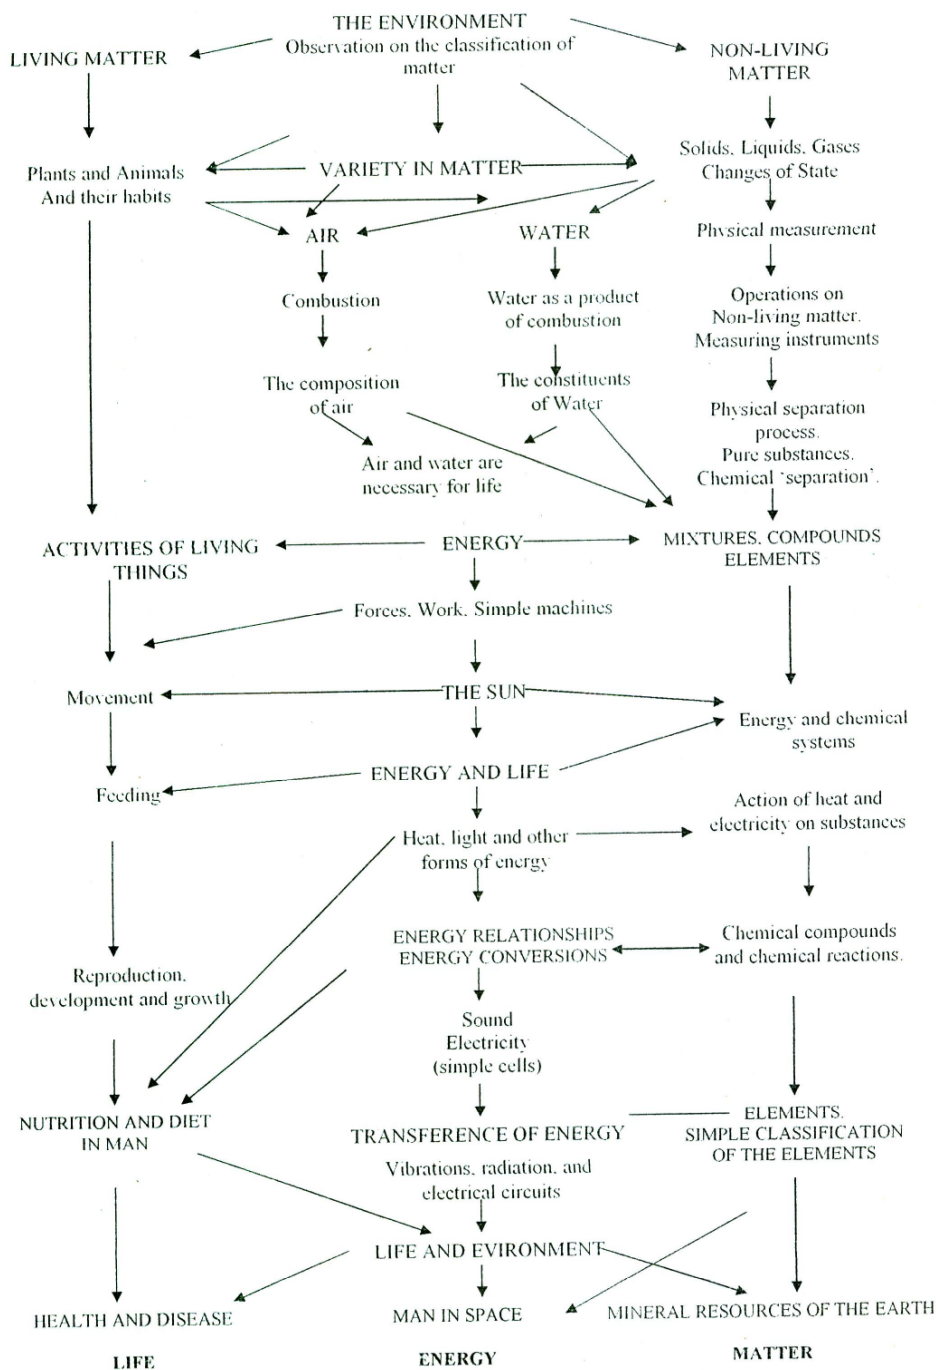 THE ENVIRONMENT
Observation on the classification of
matter
LIVING MATTER
NON-LIVING
MATTER
Plants and Animals
And their habits
VARIETY IN MATTER
Solids, Liquids, Gases
Changes of State
AIR
WATER
Physical measurement
Combustion
Water as a product
of combustion
Operations on
Non-living matter.
Measuring instruments
The composition
of air
The constituents
of Water
Physical separation
process.
Pure substances.
Chemical 'separation'.
Air and water are
necessary for life
ACTIVITIES OF LIVING
THINGS
ENERGY
MIXTURES, COMPOUNDS
ELEMENTS
Forces, Work, Simple machines
Movement
THE SUN
Energy and chemical
systems
ENERGY AND LIFE
Feeding
Action of heat and
electricity on substances
Heat, light and other
forms of energy
ENERGY RELATIONSHIPS
ENERGY CONVERSIONS
Chemical compounds
and chemical reactions.
Reproduction,
development and growth
Sound
Electricity
(simple cells)
NUTRITION AND DIET
IN MAN
TRANSFERENCE OF ENERGY
ELEMENTS.
SIMPLE CLASSIFICATION
OF THE ELEMENTS
Vibrations, radiation, and
electrical circuits
LIFE AND EVIRONMENT
HEALTH AND DISEASE
MAN IN SPACE
MINERAL RESOURCES OF THE EARTH
LIFE
ENERGY
MATTER